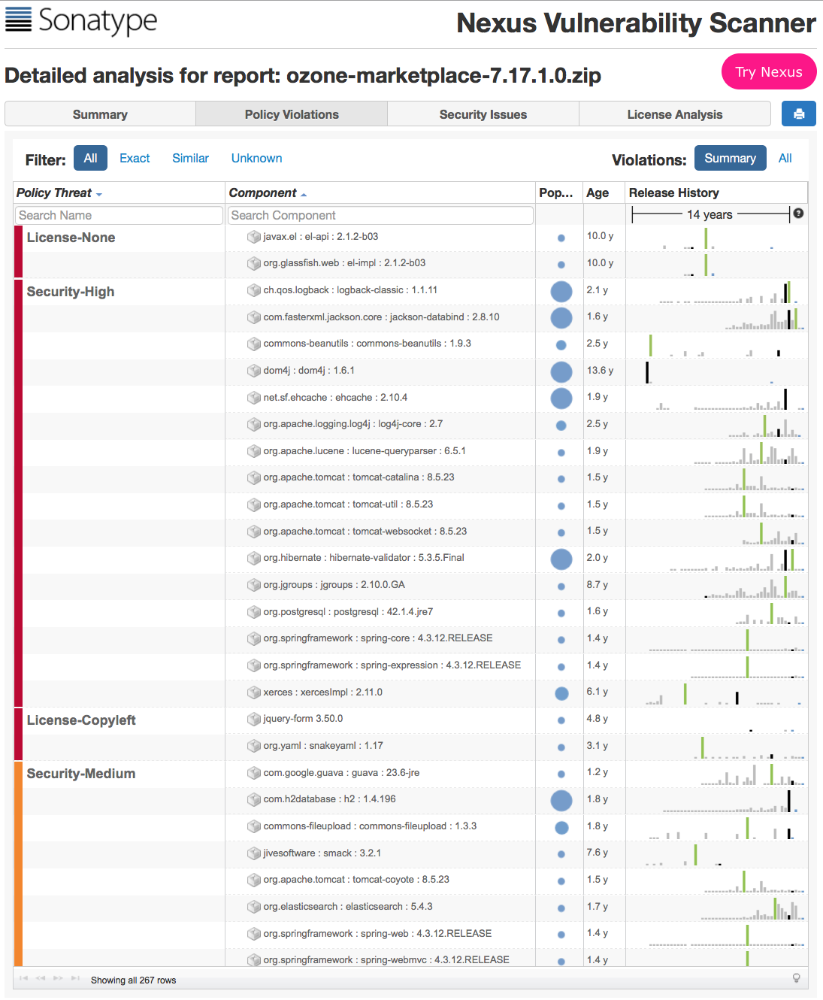 Sonatype
Nexus Vulnerability Scanner
Detailed analysis for report: ozone-marketplace-7.17.1.0.zip
Try Nexus
Summary Policy Violations Security Issues License Analysis
Filter: All Exact Similar Unknown Violations: Summary All
Policy Threat Component Pop... Age Release History
Search Name Search Component 14 years ?
License-None javax.el : el-api : 2.1.2-b03 10.0 y
org.glassfish.web : el-impl : 2.1.2-b03 10.0 y
Security-High ch.qos.logback : logback-classic : 1.1.11 2.1 y
com.fasterxml.jackson.core : jackson-databind : 2.8.10 1.6 y
commons-beanutils : commons-beanutils : 1.9.3 2.5 y
dom4j : dom4j : 1.6.1 13.6 y
net.sf.ehcache : ehcache : 2.10.4 1.9 y
org.apache.logging.log4j : log4j-core : 2.7 2.5 y
org.apache.lucene : lucene-queryparser : 6.5.1 1.9 y
org.apache.tomcat : tomcat-catalina : 8.5.23 1.5 y
org.apache.tomcat : tomcat-util : 8.5.23 1.5 y
org.apache.tomcat : tomcat-websocket : 8.5.23 1.5 y
org.hibernate : hibernate-validator : 5.3.5.Final 2.0 y
org.jgroups : jgroups : 2.10.0.GA 8.7 y
org.postgresql : postgresql : 42.1.4.jre7 1.6 y
org.springframework : spring-core : 4.3.12.RELEASE 1.4 y
org.springframework : spring-expression : 4.3.12.RELEASE 1.4 y
xerces : xercesImpl : 2.11.0 6.1 y
License-Copyleft jquery-form 3.50.0 4.8 y
org.yaml : snakeyaml : 1.17 3.1 y
Security-Medium com.google.guava : guava : 23.6-jre 1.2 y
com.h2database : h2 : 1.4.196 1.8 y
commons-fileupload : commons-fileupload : 1.3.3 1.8 y
jivesoftware : smack : 3.2.1 7.6 y
org.apache.tomcat : tomcat-coyote : 8.5.23 1.5 y
org.elasticsearch : elasticsearch : 5.4.3 1.7 y
org.springframework : spring-web : 4.3.12.RELEASE 1.4 y
org.springframework : spring-webmvc : 4.3.12.RELEASE 1.4 y
Showing all 267 rows